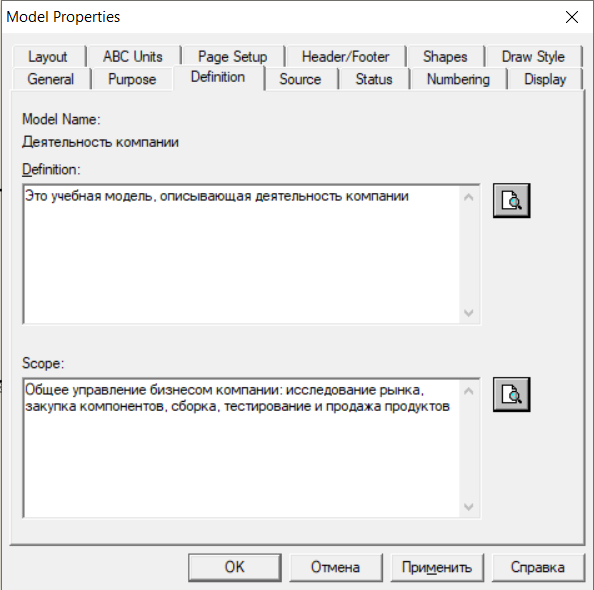 Model Properties
Layout ABC Units Page Setup Header/Footer Shapes Draw Style
General Purpose Definition Source Status Numbering Display
Model Name:
Деятельность компании
Definition:
Это учебная модель, описывающая деятельность компании
Scope:
Общее управление бизнесом компании: исследование рынка,
закупка компонентов, сборка, тестирование и продажа продуктов
OK Отмена Применить Справка